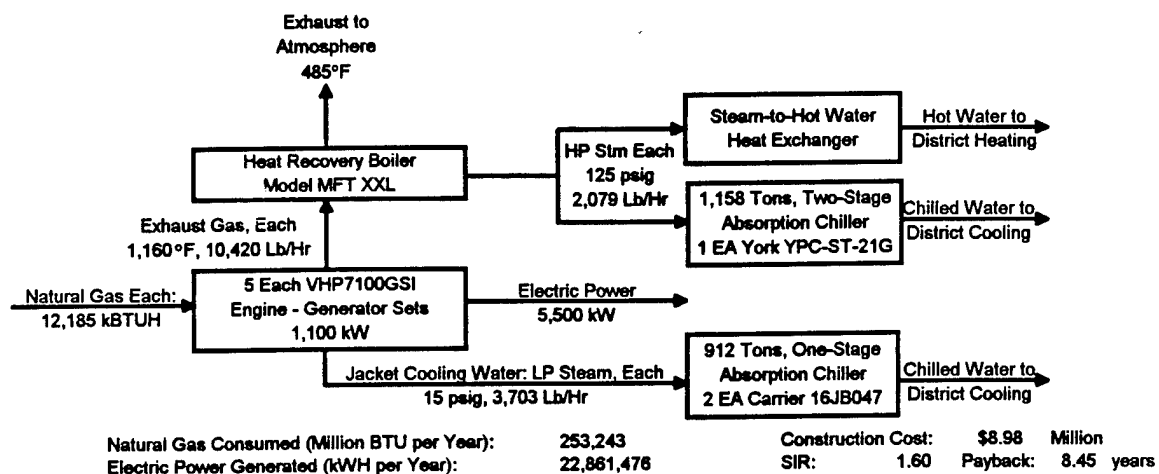 Exhaust to
Atmosphere
485°F
Heat Recovery Boiler
Model MFT XXL
HP Stm Each
125 psig
2,079 Lb/Hr
Steam-to-Hot Water
Heat Exchanger
Hot Water to
District Heating
1,158 Tons, Two-Stage
Absorption Chiller
1 EA York YPC-ST-21G
Chilled Water to
District Cooling
Exhaust Gas, Each
1,160°F, 10,420 Lb/Hr
Natural Gas Each:
12,185 kBTUH
5 Each VHP7100GSI
Engine - Generator Sets
1,100 kW
Electric Power
5,500 kW
Jacket Cooling Water: LP Steam, Each
15 psig, 3,703 Lb/Hr
912 Tons, One-Stage
Absorption Chiller
2 EA Carrier 16JB047
Chilled Water to
District Cooling
Natural Gas Consumed (Million BTU per Year): 253,243 Construction Cost: $8.98 Million
Electric Power Generated (kWH per Year): 22,861,476 SIR: 1.60 Payback: 8.45 years